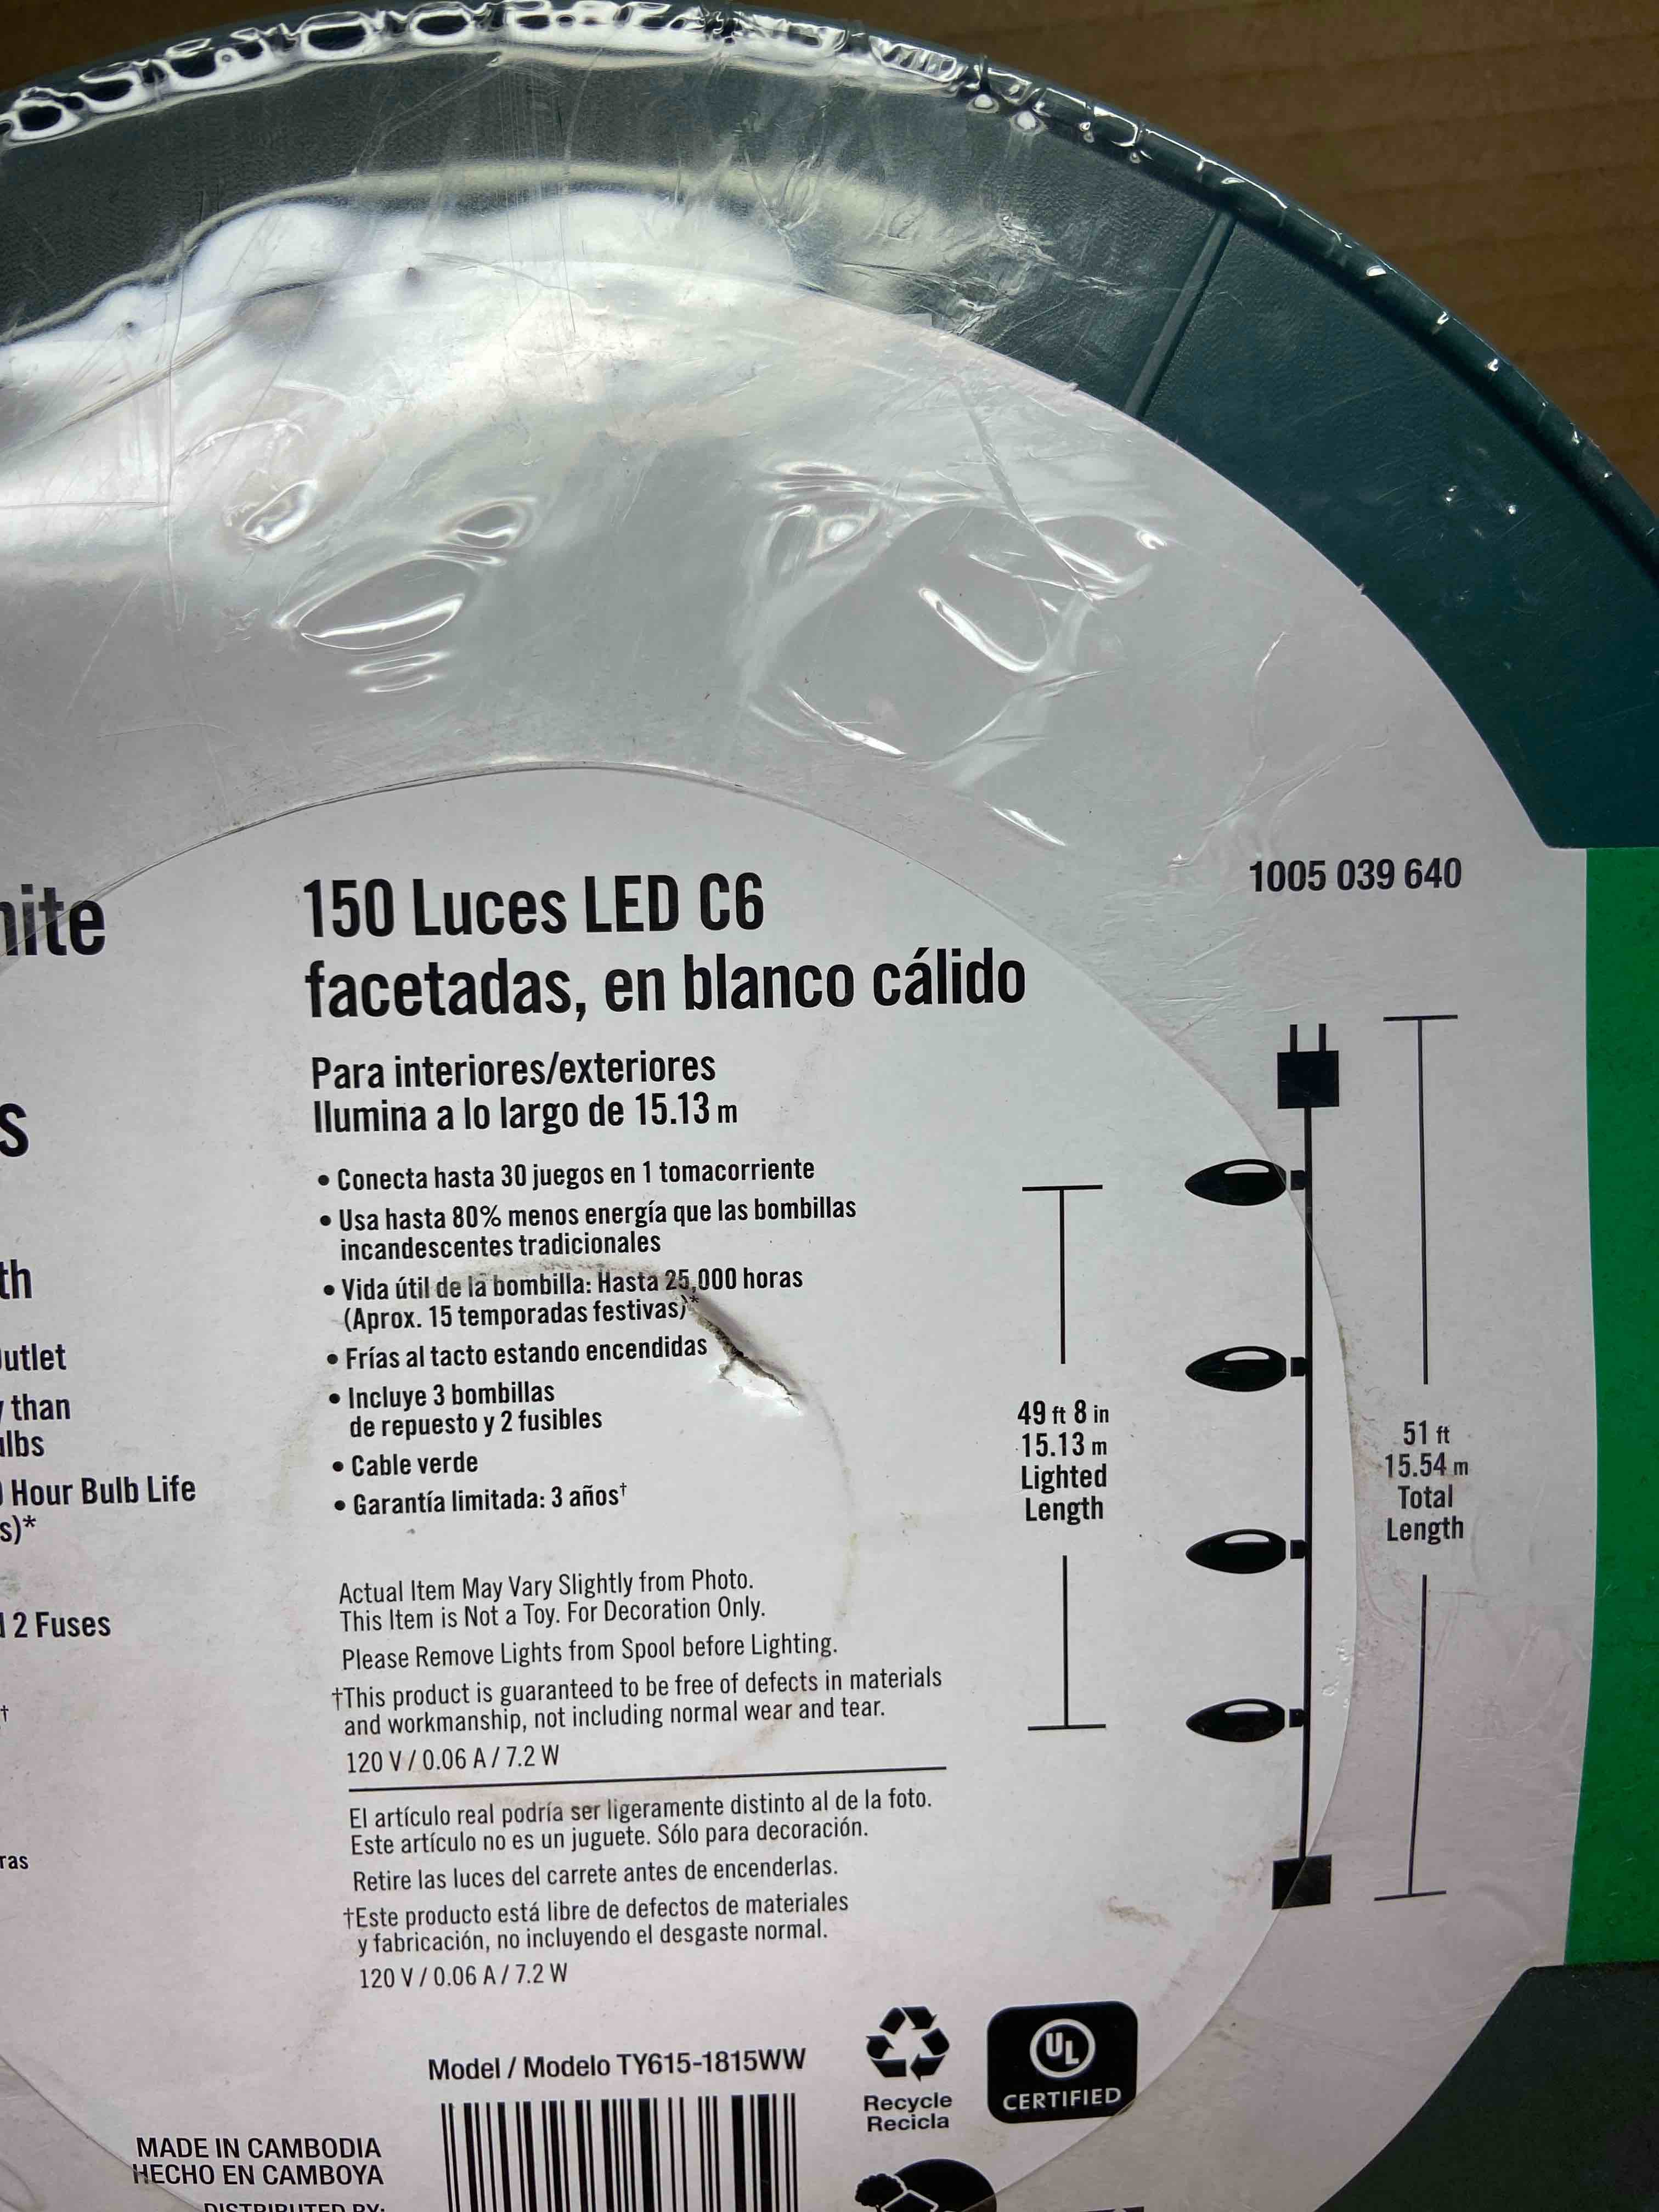 hite
s
th
Outlet
than
ulbs
Hour Bulb Life
s)*
2 Fuses
†
ras
150 Luces LED C6
facetadas, en blanco cálido
Para interiores/exteriores
Ilumina a lo largo de 15.13 m
• Conecta hasta 30 juegos en 1 tomacorriente
• Usa hasta 80% menos energía que las bombillas
incandescentes tradicionales
• Vida útil de la bombilla: Hasta 25,000 horas
(Aprox. 15 temporadas festivas)*
• Frías al tacto estando encendidas
• Incluye 3 bombillas
de repuesto y 2 fusibles
• Cable verde
• Garantía limitada: 3 años†
Actual Item May Vary Slightly from Photo.
This Item is Not a Toy. For Decoration Only.
Please Remove Lights from Spool before Lighting.
†This product is guaranteed to be free of defects in materials
and workmanship, not including normal wear and tear.
120 V / 0.06 A / 7.2 W
El artículo real podría ser ligeramente distinto al de la foto.
Este artículo no es un juguete. Sólo para decoración.
Retire las luces del carrete antes de encenderlas.
†Este producto está libre de defectos de materiales
y fabricación, no incluyendo el desgaste normal.
120 V / 0.06 A / 7.2 W
1005 039 640
49 ft 8 in
15.13 m
Lighted
Length
51 ft
15.54 m
Total
Length
Model / Modelo TY615-1815WW
Recycle
Recicla
UL
CERTIFIED
MADE IN CAMBODIA
HECHO EN CAMBOYA
DISTRIBUTED BY: